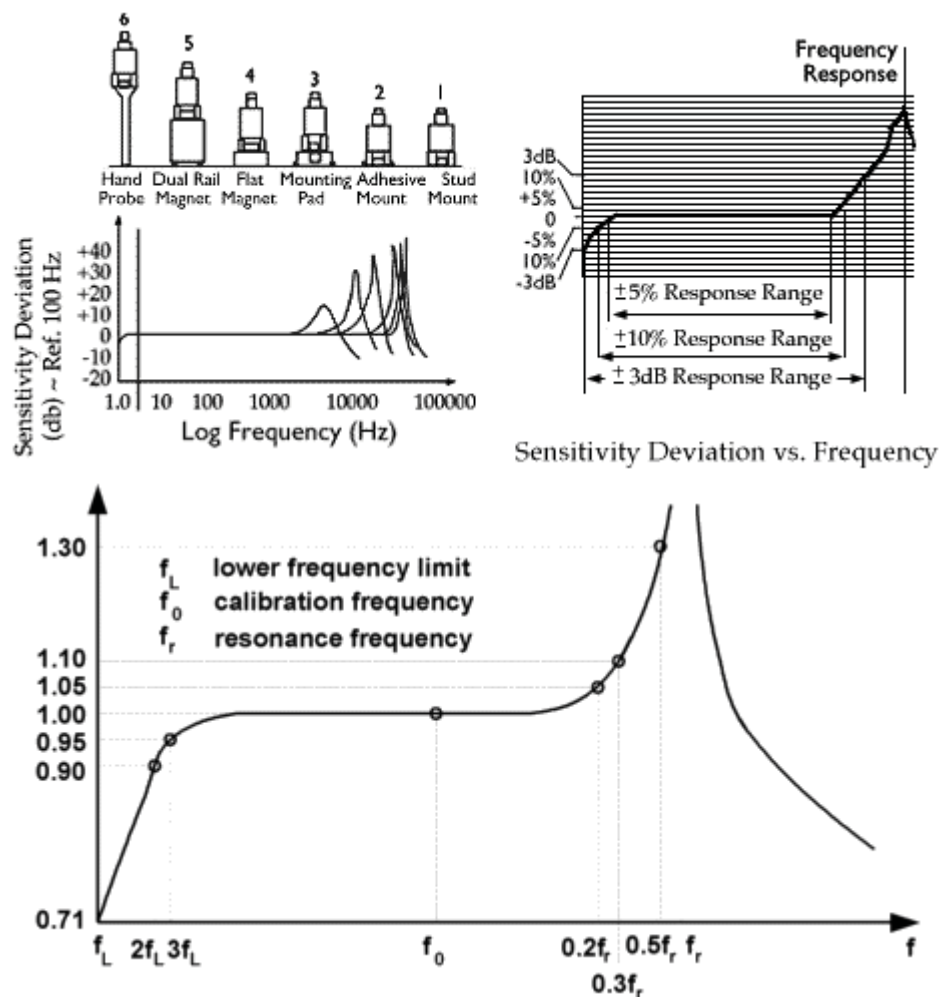 6
5
4
3
2
1
Hand Probe
Dual Rail Magnet
Flat Magnet
Mounting Pad
Adhesive Mount
Stud Mount
Sensitivity Deviation
(db) ~ Ref. 100 Hz
+40
+30
+20
+10
0
-10
-20
1.0 10 100 1000 10000 100000
Log Frequency (Hz)
Frequency
Response
3dB
10%
+5%
0
-5%
10%
-3dB
±5% Response Range
±10% Response Range
± 3dB Response Range
Sensitivity Deviation vs. Frequency
1.30
1.10
1.05
1.00
0.95
0.90
0.71
f_L lower frequency limit
f_0 calibration frequency
f_r resonance frequency
f_L 2f_L 3f_L f_0 0.2f_r 0.5f_r f_r f
0.3f_r